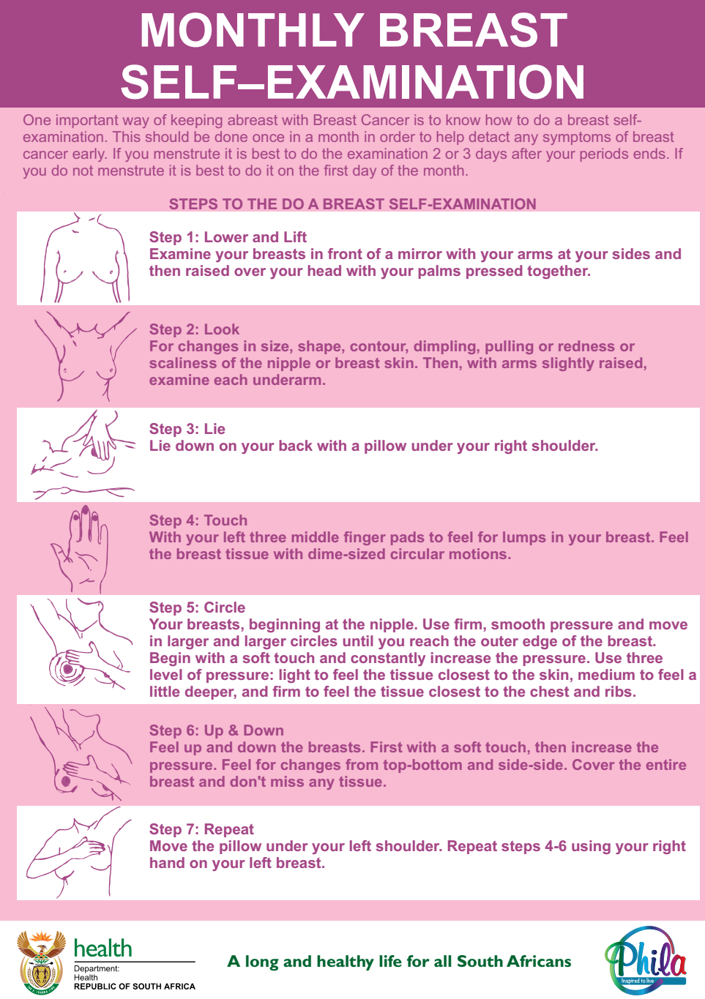 MONTHLY BREAST
SELF–EXAMINATION
One important way of keeping abreast with Breast Cancer is to know how to do a breast self-
examination. This should be done once in a month in order to help detact any symptoms of breast
cancer early. If you menstrute it is best to do the examination 2 or 3 days after your periods ends. If
you do not menstrute it is best to do it on the first day of the month.
STEPS TO THE DO A BREAST SELF-EXAMINATION
Step 1: Lower and Lift
Examine your breasts in front of a mirror with your arms at your sides and
then raised over your head with your palms pressed together.
Step 2: Look
For changes in size, shape, contour, dimpling, pulling or redness or
scaliness of the nipple or breast skin. Then, with arms slightly raised,
examine each underarm.
Step 3: Lie
Lie down on your back with a pillow under your right shoulder.
Step 4: Touch
With your left three middle finger pads to feel for lumps in your breast. Feel
the breast tissue with dime-sized circular motions.
Step 5: Circle
Your breasts, beginning at the nipple. Use firm, smooth pressure and move
in larger and larger circles until you reach the outer edge of the breast.
Begin with a soft touch and constantly increase the pressure. Use three
level of pressure: light to feel the tissue closest to the skin, medium to feel a
little deeper, and firm to feel the tissue closest to the chest and ribs.
Step 6: Up & Down
Feel up and down the breasts. First with a soft touch, then increase the
pressure. Feel for changes from top-bottom and side-side. Cover the entire
breast and don't miss any tissue.
Step 7: Repeat
Move the pillow under your left shoulder. Repeat steps 4-6 using your right
hand on your left breast.
health
Department:
Health
REPUBLIC OF SOUTH AFRICA
A long and healthy life for all South Africans
Phila
Inspired to live